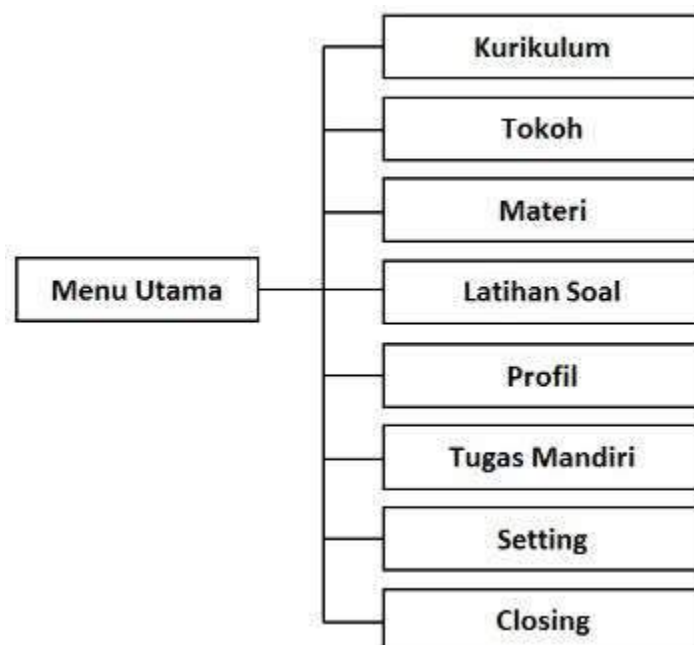 Kurikulum
Tokoh
Materi
Menu Utama
Latihan Soal
Profil
Tugas Mandiri
Setting
Closing